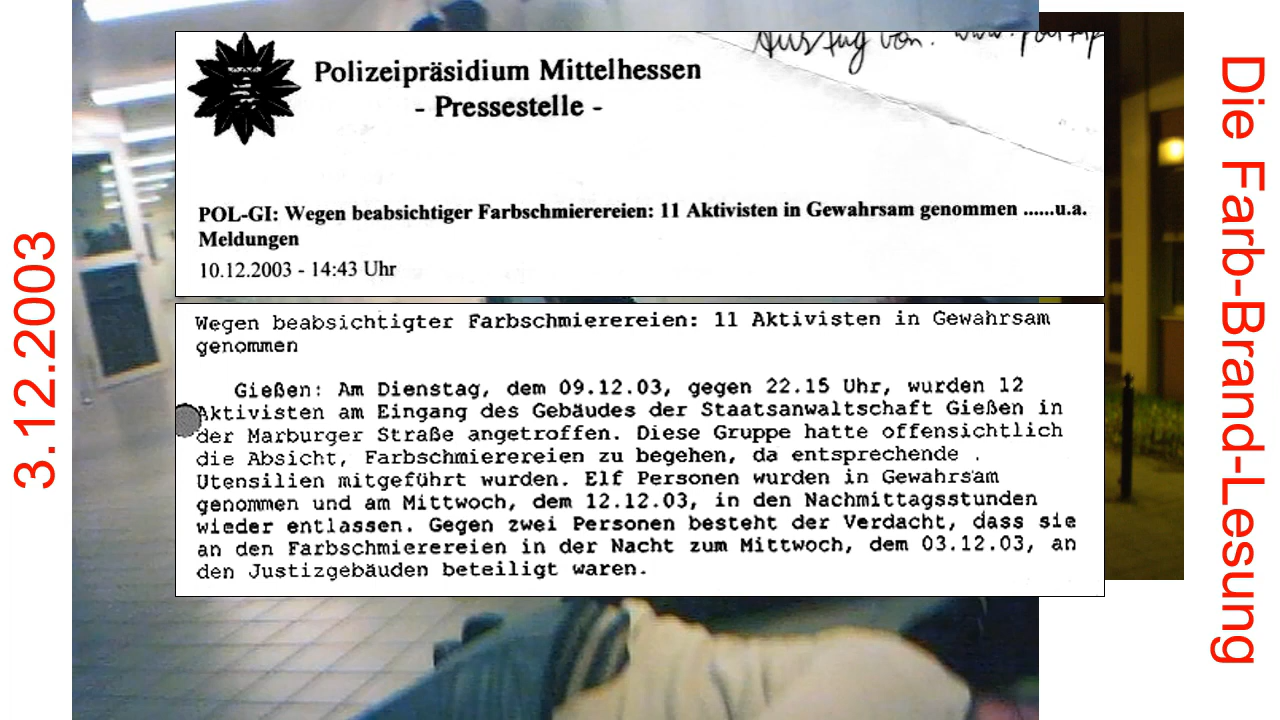 3.12.2003
Auszug von: www.
Polizeipräsidium Mittelhessen
- Pressestelle -
POL-GI: Wegen beabsichtiger Farbschmierereien: 11 Aktivisten in Gewahrsam genommen ......u.a.
Meldungen
10.12.2003 - 14:43 Uhr
Wegen beabsichtigter Farbschmierereien: 11 Aktivisten in Gewahrsam
genommen
Gießen: Am Dienstag, dem 09.12.03, gegen 22.15 Uhr, wurden 12
Aktivisten am Eingang des Gebäudes der Staatsanwaltschaft Gießen in
der Marburger Straße angetroffen. Diese Gruppe hatte offensichtlich
die Absicht, Farbschmierereien zu begehen, da entsprechende .
Utensilien mitgeführt wurden. Elf Personen wurden in Gewahrsam
genommen und am Mittwoch, dem 12.12.03, in den Nachmittagsstunden
wieder entlassen. Gegen zwei Personen besteht der Verdacht, dass sie
an den Farbschmierereien in der Nacht zum Mittwoch, dem 03.12.03, an
den Justizgebäuden beteiligt waren.
Die Farb-Brand-Lesung